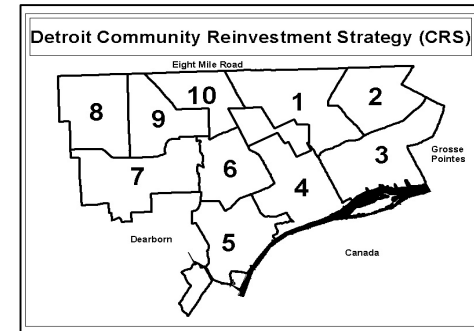 Detroit Community Reinvestment Strategy (CRS)
Eight Mile Road
10
1
2
8
9
3
Grosse
Pointes
6
7
4
Dearborn
5
Canada